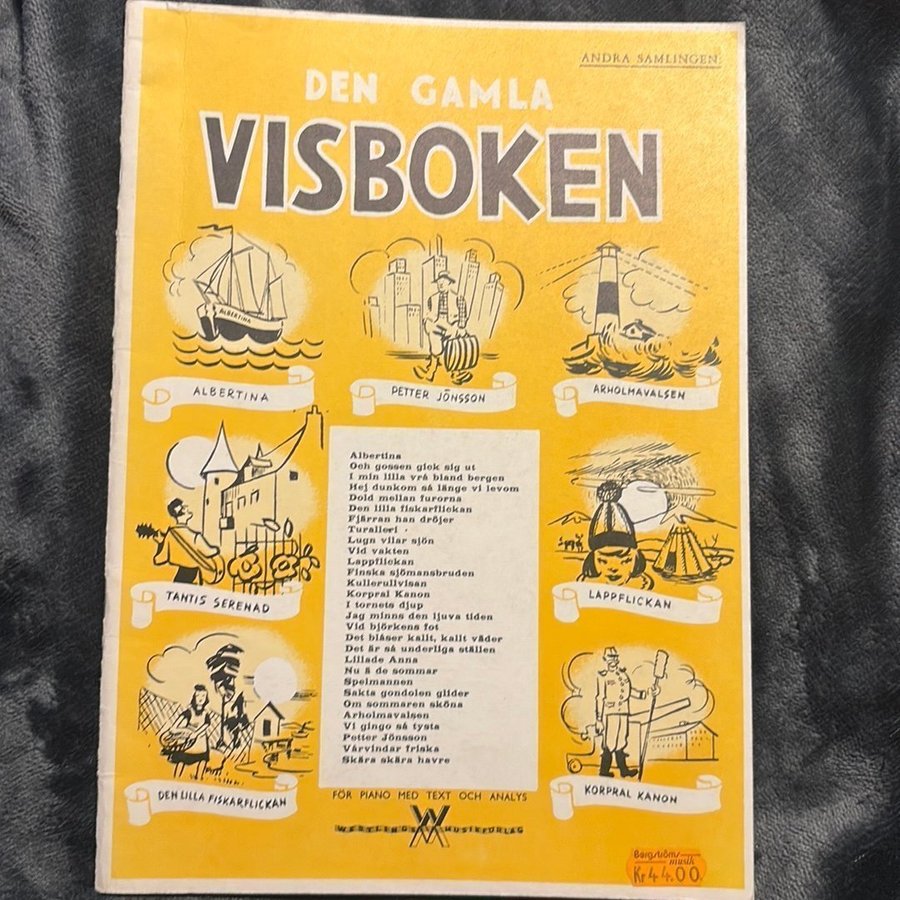 ANDRA SAMLINGEN
DEN GAMLA
VISBOKEN
ALBERTINA
ALBERTINA
PETTER JÖNSSON
ARHOLMAVALSEN
TANTIS SERENAD
LAPPFLICKAN
DEN LILLA FISKARFLICKAN
KORPRAL KANON
Albertina
Och gossen gick sig ut
I min lilla vrå bland bergen
Hej dunkom så länge vi levom
Dold mellan furorna
Den lilla fiskarflickan
Fjärran han dröjer
Turalleri
Lugn vilar sjön
Vid vakten
Lappflickan
Finska sjömansbruden
Kullerullvisan
Korpral Kanon
I tornets djup
Jag minns den ljuva tiden
Vid björkens fot
Det blåser kallt, kallt väder
Det är så underliga ställen
Lillade Anna
Nu ä de sommar
Spelmannen
Sakta gondolen glider
Om sommaren sköna
Arholmavalsen
Vi gingo så tysta
Petter Jönsson
Vårvindar friska
Skära skära havre
FÖR PIANO MED TEXT OCH ANALYS
WESTLINGS MUSIKFÖRLAG
Bergströms
musik
Kr 44.00